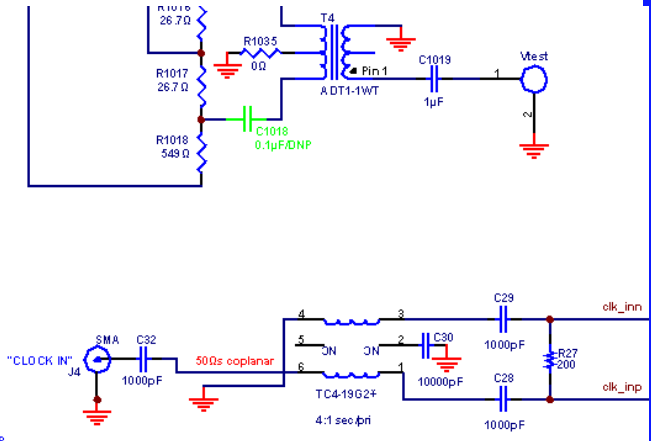 R1016
26.7Ω
T4
R1035
0Ω
Pin 1
C1019
1µF
Vtest
1
2
R1017
26.7Ω
ADT1-1WT
C1018
0.1µF/DNP
R1018
549Ω
4
3
C29
1000pF
clk_inn
"CLOCK IN"
SMA
J4
C32
1000pF
50Ωs coplanar
5
NC
NC
2
C30
10000pF
R27
200
6
1
C28
1000pF
clk_inp
TC4-19G2+
4:1 sec/pri